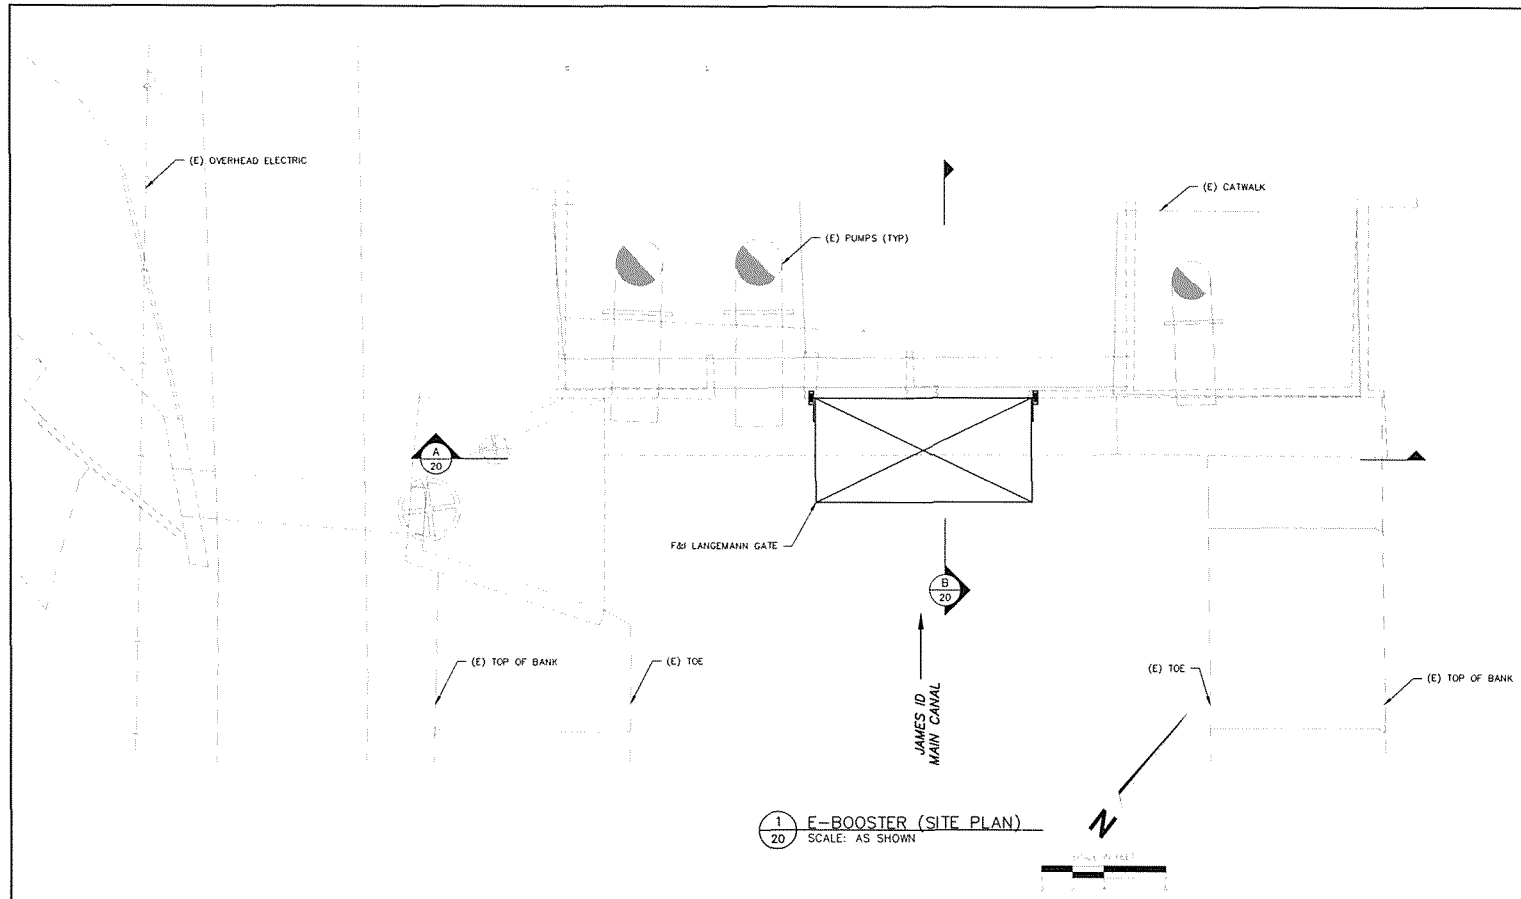 (E) OVERHEAD ELECTRIC
(E) CATWALK
(E) PUMPS (TYP)
A
20
F&I LANGEMANN GATE
B
20
(E) TOP OF BANK
(E) TOE
(E) TOE
(E) TOP OF BANK
JAMES ID
MAIN CANAL
1
20
E-BOOSTER (SITE PLAN)
SCALE: AS SHOWN
N